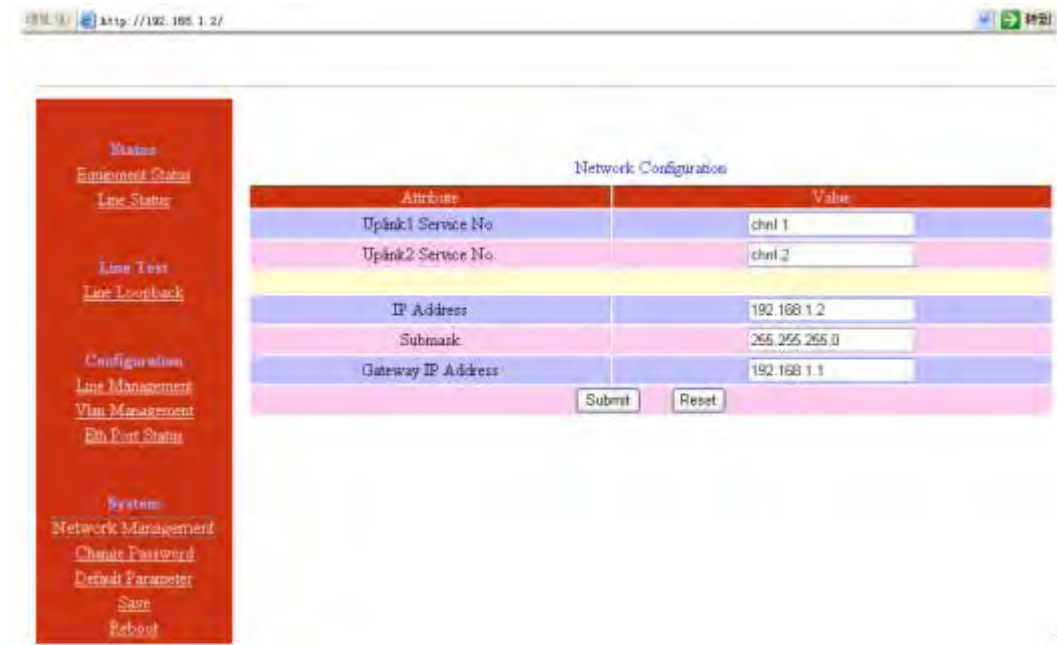 http://192.168.1.2/
转到
Status
Equipment Status
Line Status
Line Test
Line Loopback
Configuration
Line Management
Vlan Management
Eth Port Status
System
Network Management
Change Password
Default Parameter
Save
Reboot
Network Configuration
Attribute Value
Uplink1 Service No chnl 1
Uplink2 Service No chnl 2
IP Address 192.168.1.2
Submask 255.255.255.0
Gateway IP Address 192.168.1.1
Submit Reset